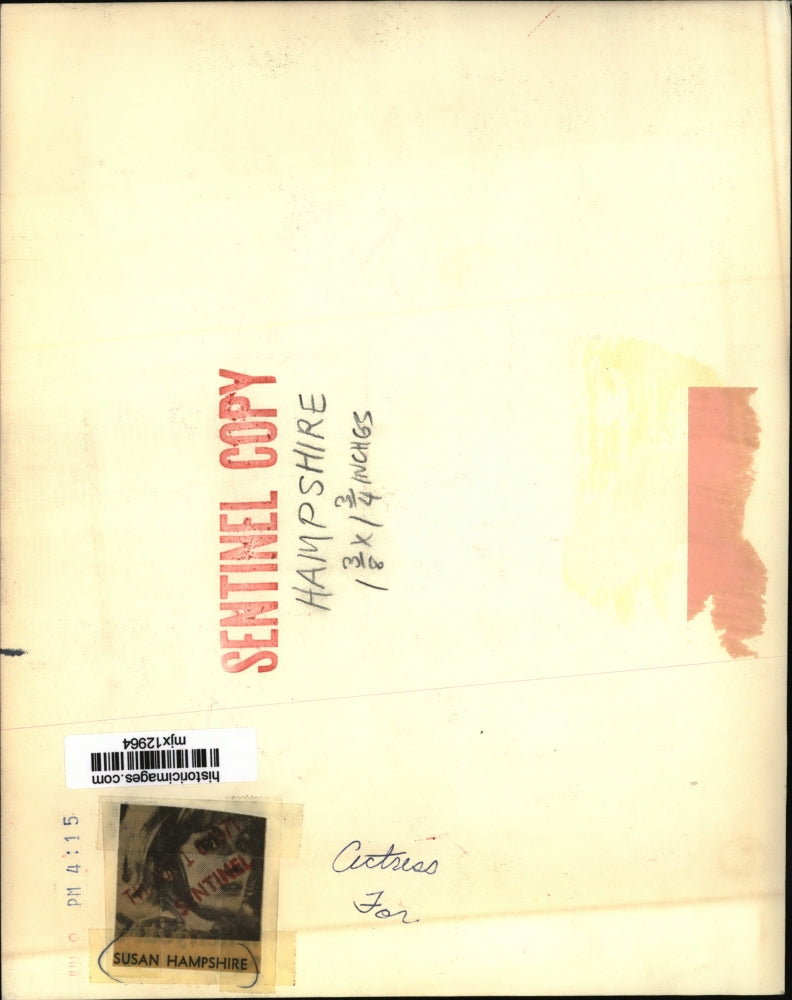 SENTINEL COPY
HAMPSHIRE
1 3/8 X 1 3/4 INCHES
historicimages.com
mjx12964
PM 4:15
SENTINEL
SUSAN HAMPSHIRE
Actress
For.